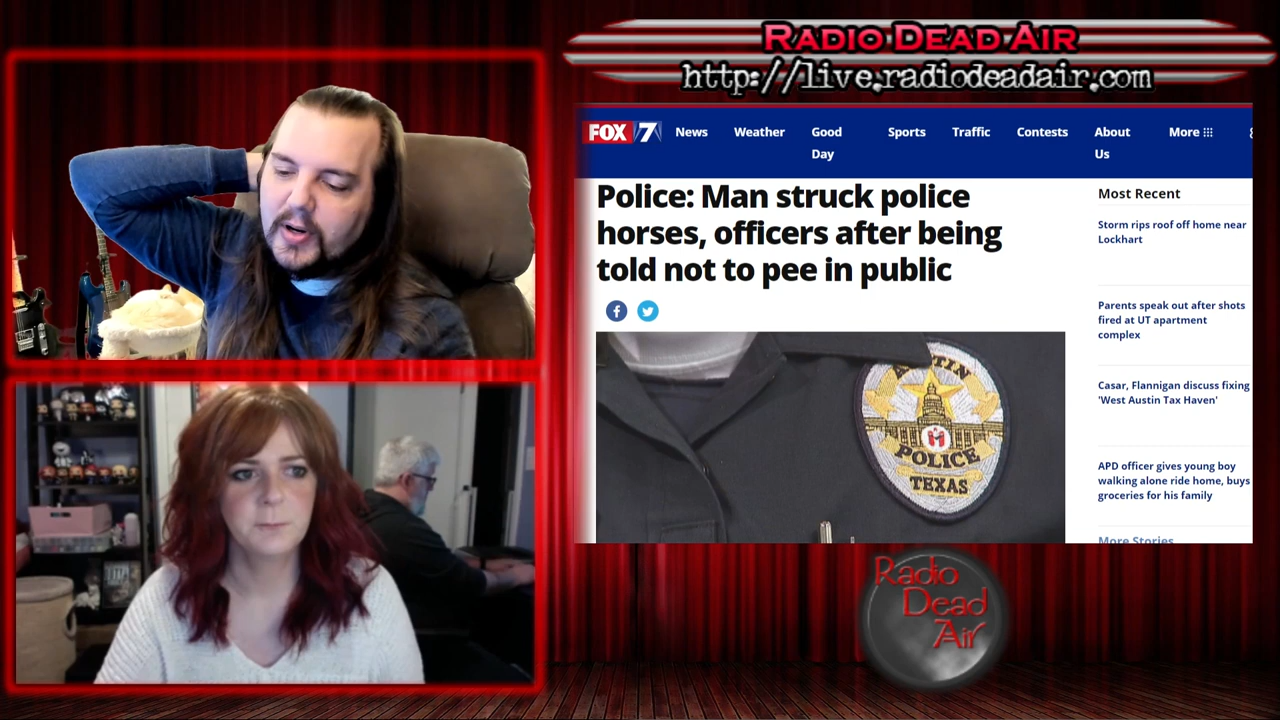 RADIO DEAD AIR
http://live.radiodeadair.com
FOX 7
News
Weather
Good
Day
Sports
Traffic
Contests
About
Us
More
Police: Man struck police
horses, officers after being
told not to pee in public
AUSTIN
POLICE
TEXAS
Most Recent
Storm rips roof off home near
Lockhart
Parents speak out after shots
fired at UT apartment
complex
Casar, Flannigan discuss fixing
'West Austin Tax Haven'
APD officer gives young boy
walking alone ride home, buys
groceries for his family
More Stories
Radio
Dead
Air